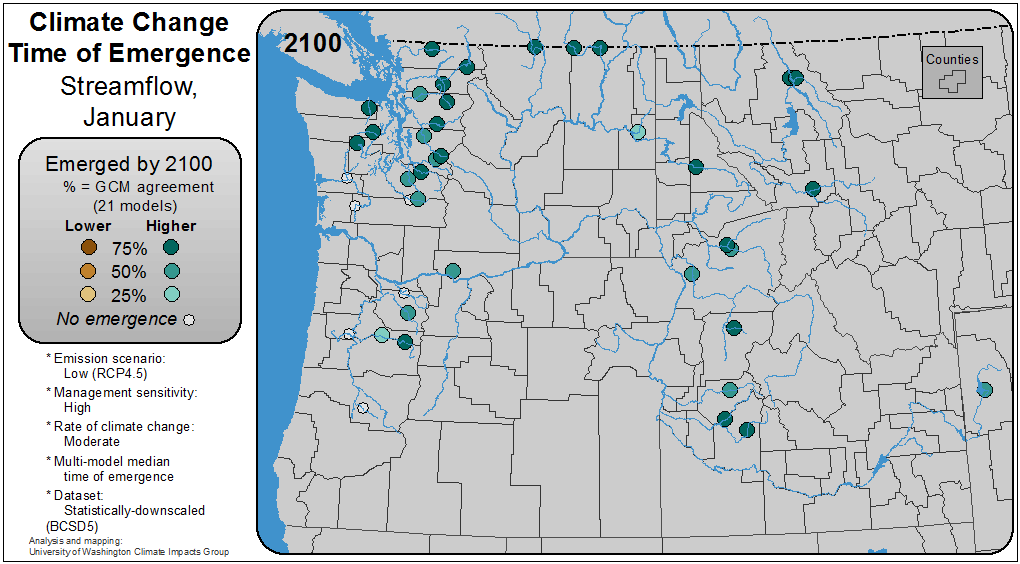 Climate Change
Time of Emergence
Streamflow,
January
Emerged by 2100
% = GCM agreement
(21 models)
Lower Higher
75%
50%
25%
No emergence
* Emission scenario:
Low (RCP4.5)
* Management sensitivity:
High
* Rate of climate change:
Moderate
* Multi-model median
time of emergence
* Dataset:
Statistically-downscaled
(BCSD5)
Analysis and mapping:
University of Washington Climate Impacts Group
2100
Counties